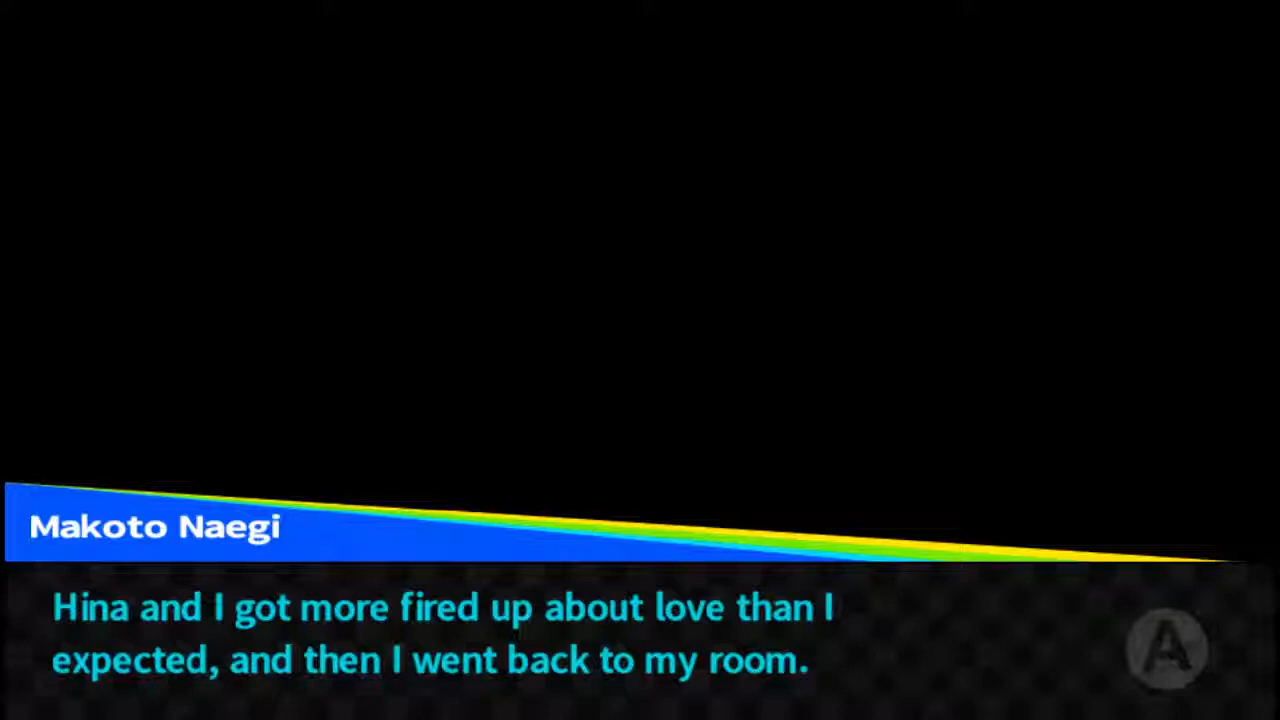 Makoto Naegi
Hina and I got more fired up about love than I
expected, and then I went back to my room.
A